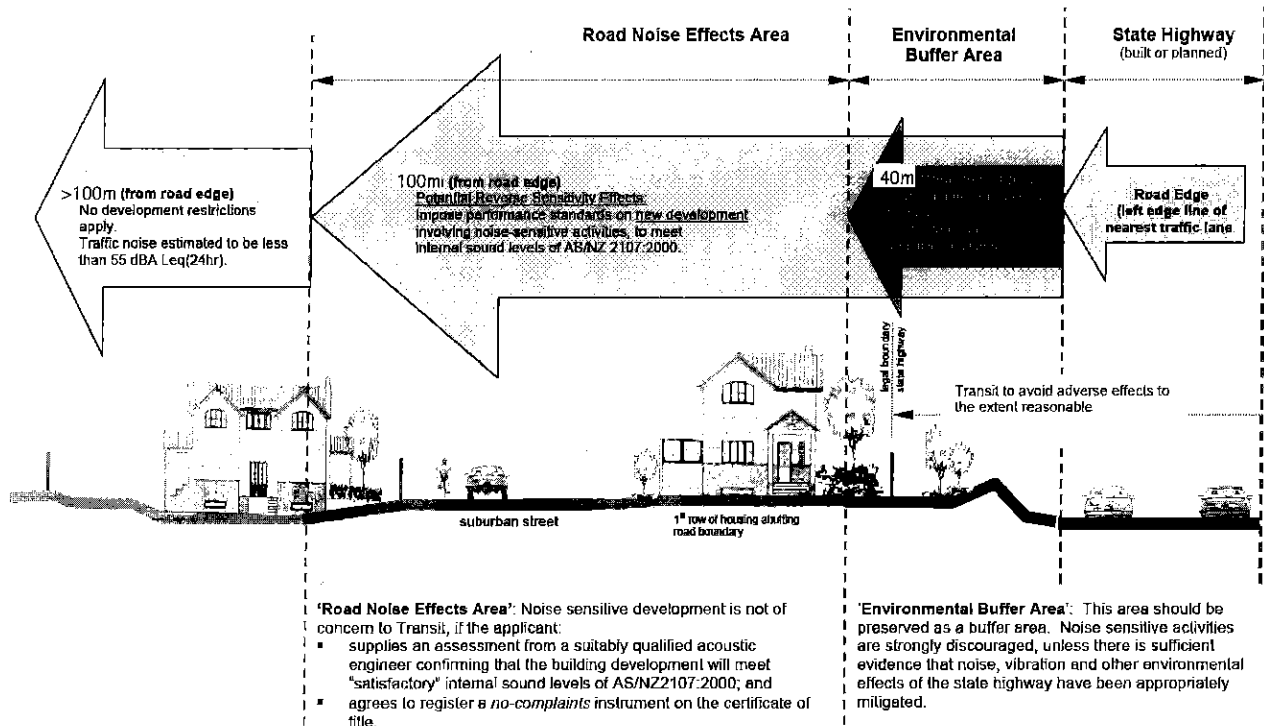 Road Noise Effects Area
Environmental
Buffer Area
State Highway
(built or planned)
>100m (from road edge)
No development restrictions
apply.
Traffic noise estimated to be less
than 55 dBA Leq(24hr).
100m (from road edge)
Potential Reverse Sensitivity Effects:
Impose performance standards on new development
involving noise-sensitive activities, to meet
internal sound levels of AS/NZ 2107:2000.
40m
Road Edge
(left edge line of
nearest traffic lane
legal boundary
state highway
Transit to avoid adverse effects to
the extent reasonable
suburban street
1st row of housing abutting
road boundary
'Road Noise Effects Area': Noise sensitive development is not of
concern to Transit, if the applicant:
▪ supplies an assessment from a suitably qualified acoustic
engineer confirming that the building development will meet
"satisfactory" internal sound levels of AS/NZ2107:2000; and
▪ agrees to register a no-complaints instrument on the certificate of
title.
'Environmental Buffer Area': This area should be
preserved as a buffer area. Noise sensitive activities
are strongly discouraged, unless there is sufficient
evidence that noise, vibration and other environmental
effects of the state highway have been appropriately
mitigated.